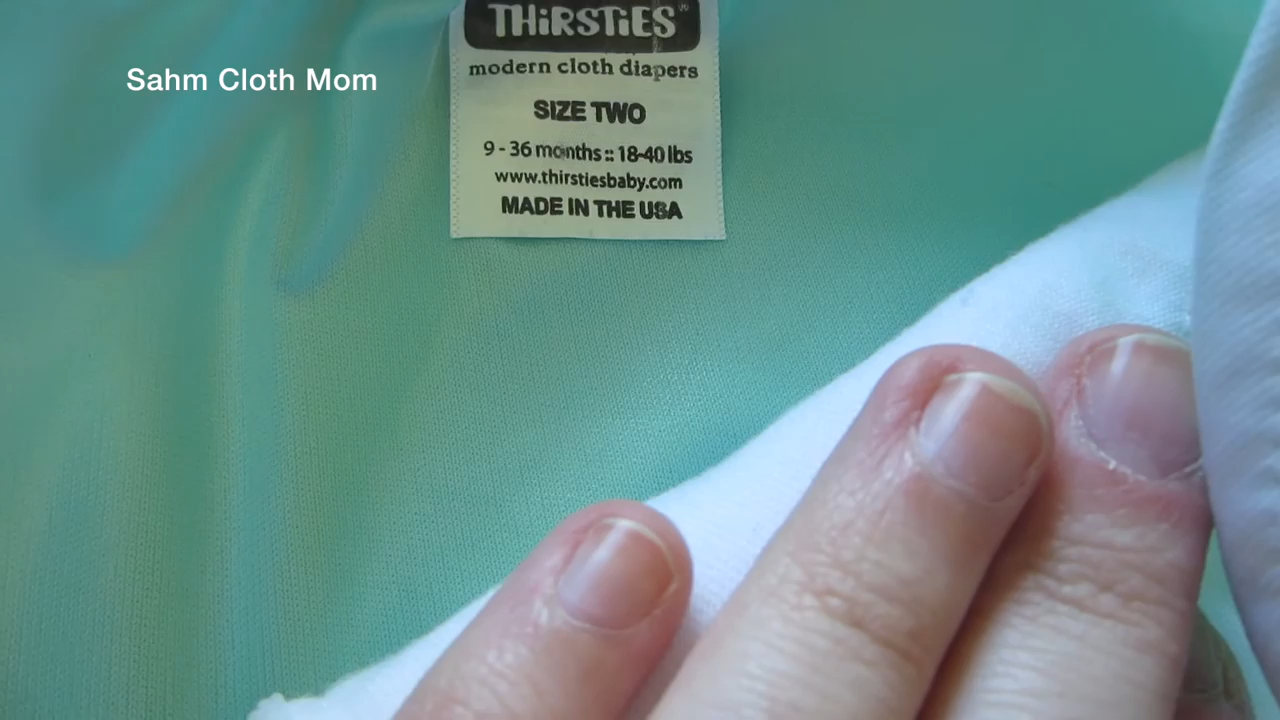 THiRSTiES®
Sahm Cloth Mom
modern cloth diapers
SIZE TWO
9 - 36 months :: 18-40 lbs
www.thirstiesbaby.com
MADE IN THE USA